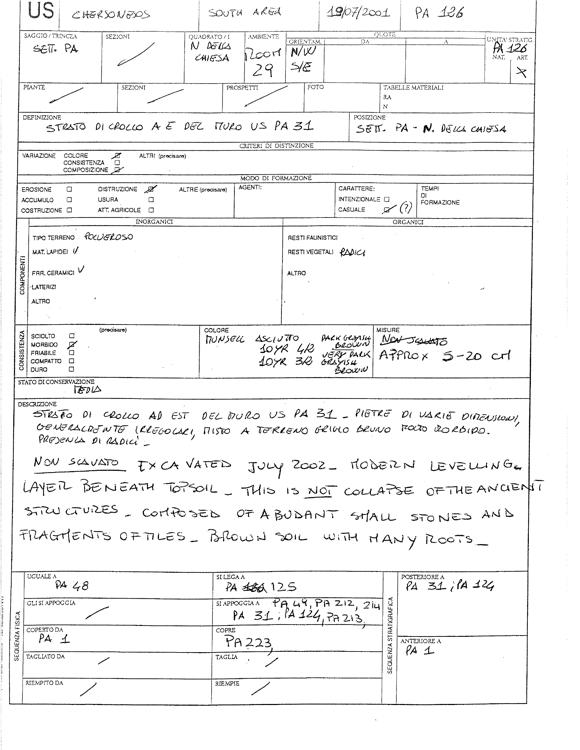 US CHERSONESOS SOUTH AREA 19/07/2001 PA 126
SAGGIO / TRINCEA SEZIONI QUADRATO / I AMBIENTE QUOTE UNITA' STRATIG.
SETT. PA N DELLA CHIESA ROOM 29 ORIENTAM. N/W S/E DA A PA 126 NAT. ART. X
PIANTE SEZIONI PROSPETTI FOTO TABELLE MATERIALI
RA
N
DEFINIZIONE POSIZIONE
STRATO DI CROLLO A E DEL MURO US PA 31 SETT. PA - N. DELLA CHIESA
CRITERI DI DISTINZIONE
VARIAZIONE COLORE ALTRI (precisare)
CONSISTENZA
COMPOSIZIONE
MODO DI FORMAZIONE
EROSIONE DISTRUZIONE ALTRE (precisare) AGENTI: CARATTERE: TEMPI
ACCUMULO USURA INTENZIONALE DI
COSTRUZIONE ATT. AGRICOLE CASUALE (?) FORMAZIONE
COMPONENTI
INORGANICI ORGANICI
TIPO TERRENO POLVEROSO RESTI FAUNISTICI
MAT. LAPIDEI V RESTI VEGETALI RADICI
FRR. CERAMICI V ALTRO
LATERIZI
ALTRO
CONSISTENZA
(precisare) COLORE MISURE
SCIOLTO MUNSELL ASCIUTTO DARK GRAYISH BROWN NON SCAVATO
MORBIDO 10YR 4/2 VERY DARK APPROX 5-20 cm
FRIABILE 10YR 3/2 GRAYISH
COMPATTO BROWN
DURO
STATO DI CONSERVAZIONE
MEDIA
DESCRIZIONE
STRATO DI CROLLO AD EST DEL MURO US PA 31 _ PIETRE DI VARIE DIMENSIONI,
GENERALMENTE IRREGOLARI, MISTO A TERRENO GRIGIO BRUNO MOLTO MORBIDO.
PRESENZA DI RADICI _
NON SCAVATO EXCAVATED JULY 2002 _ MODERN LEVELLING
LAYER BENEATH TOPSOIL _ THIS IS NOT COLLAPSE OF THE ANCIENT
STRUCTURES _ COMPOSED OF ABUDANT SMALL STONES AND
FRAGMENTS OF TILES _ BROWN SOIL WITH MANY ROOTS _
SEQUENZA FISICA
UGUALE A SI LEGA A SEQUENZA STRATIGRAFICA POSTERIORE A
PA 48 PA 125 PA 31; PA 124
GLI SI APPOGGIA SI APPOGGIA A PA 49, PA 212, 214
PA 31; PA 124, PA 213,
COPERTO DA COPRE ANTERIORE A
PA 1 PA 223 PA 1
TAGLIATO DA TAGLIA
RIEMPITO DA RIEMPIE